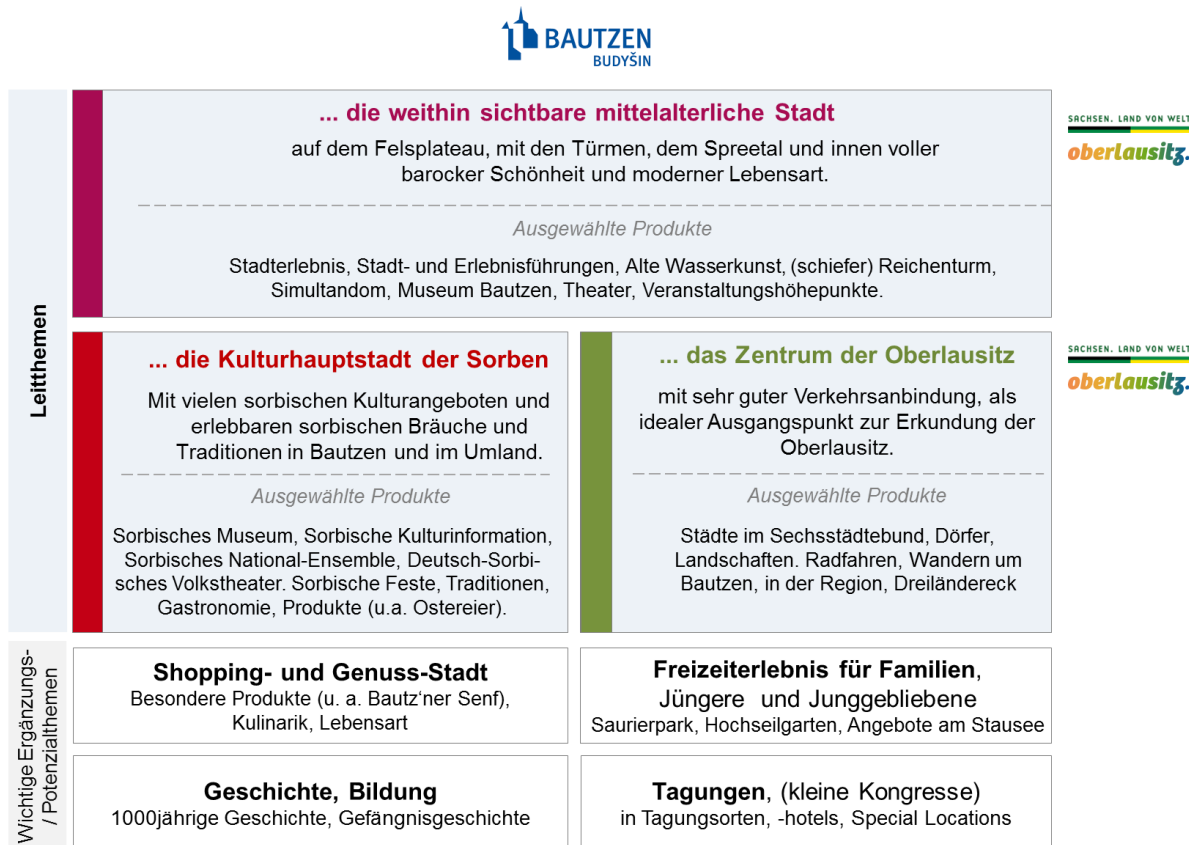 BAUTZEN
BUDYŠIN
... die weithin sichtbare mittelalterliche Stadt
auf dem Felsplateau, mit den Türmen, dem Spreetal und innen voller
barocker Schönheit und moderner Lebensart.
Ausgewählte Produkte
Stadterlebnis, Stadt- und Erlebnisführungen, Alte Wasserkunst, (schiefer) Reichenturm,
Simultandom, Museum Bautzen, Theater, Veranstaltungshöhepunkte.
SACHSEN. LAND VON WELT
oberlausitz.
Leitthemen
... die Kulturhauptstadt der Sorben
Mit vielen sorbischen Kulturangeboten und
erlebbaren sorbischen Bräuche und
Traditionen in Bautzen und im Umland.
Ausgewählte Produkte
Sorbisches Museum, Sorbische Kulturinformation,
Sorbisches National-Ensemble, Deutsch-Sorbi-
sches Volkstheater. Sorbische Feste, Traditionen,
Gastronomie, Produkte (u.a. Ostereier).
... das Zentrum der Oberlausitz
mit sehr guter Verkehrsanbindung, als
idealer Ausgangspunkt zur Erkundung der
Oberlausitz.
Ausgewählte Produkte
Städte im Sechsstädtebund, Dörfer,
Landschaften. Radfahren, Wandern um
Bautzen, in der Region, Dreiländereck
SACHSEN. LAND VON WELT
oberlausitz.
Wichtige Ergänzungs-
/ Potenzialthemen
Shopping- und Genuss-Stadt
Besondere Produkte (u. a. Bautz‘ner Senf),
Kulinarik, Lebensart
Freizeiterlebnis für Familien,
Jüngere und Junggebliebene
Saurierpark, Hochseilgarten, Angebote am Stausee
Geschichte, Bildung
1000jährige Geschichte, Gefängnisgeschichte
Tagungen, (kleine Kongresse)
in Tagungsorten, -hotels, Special Locations